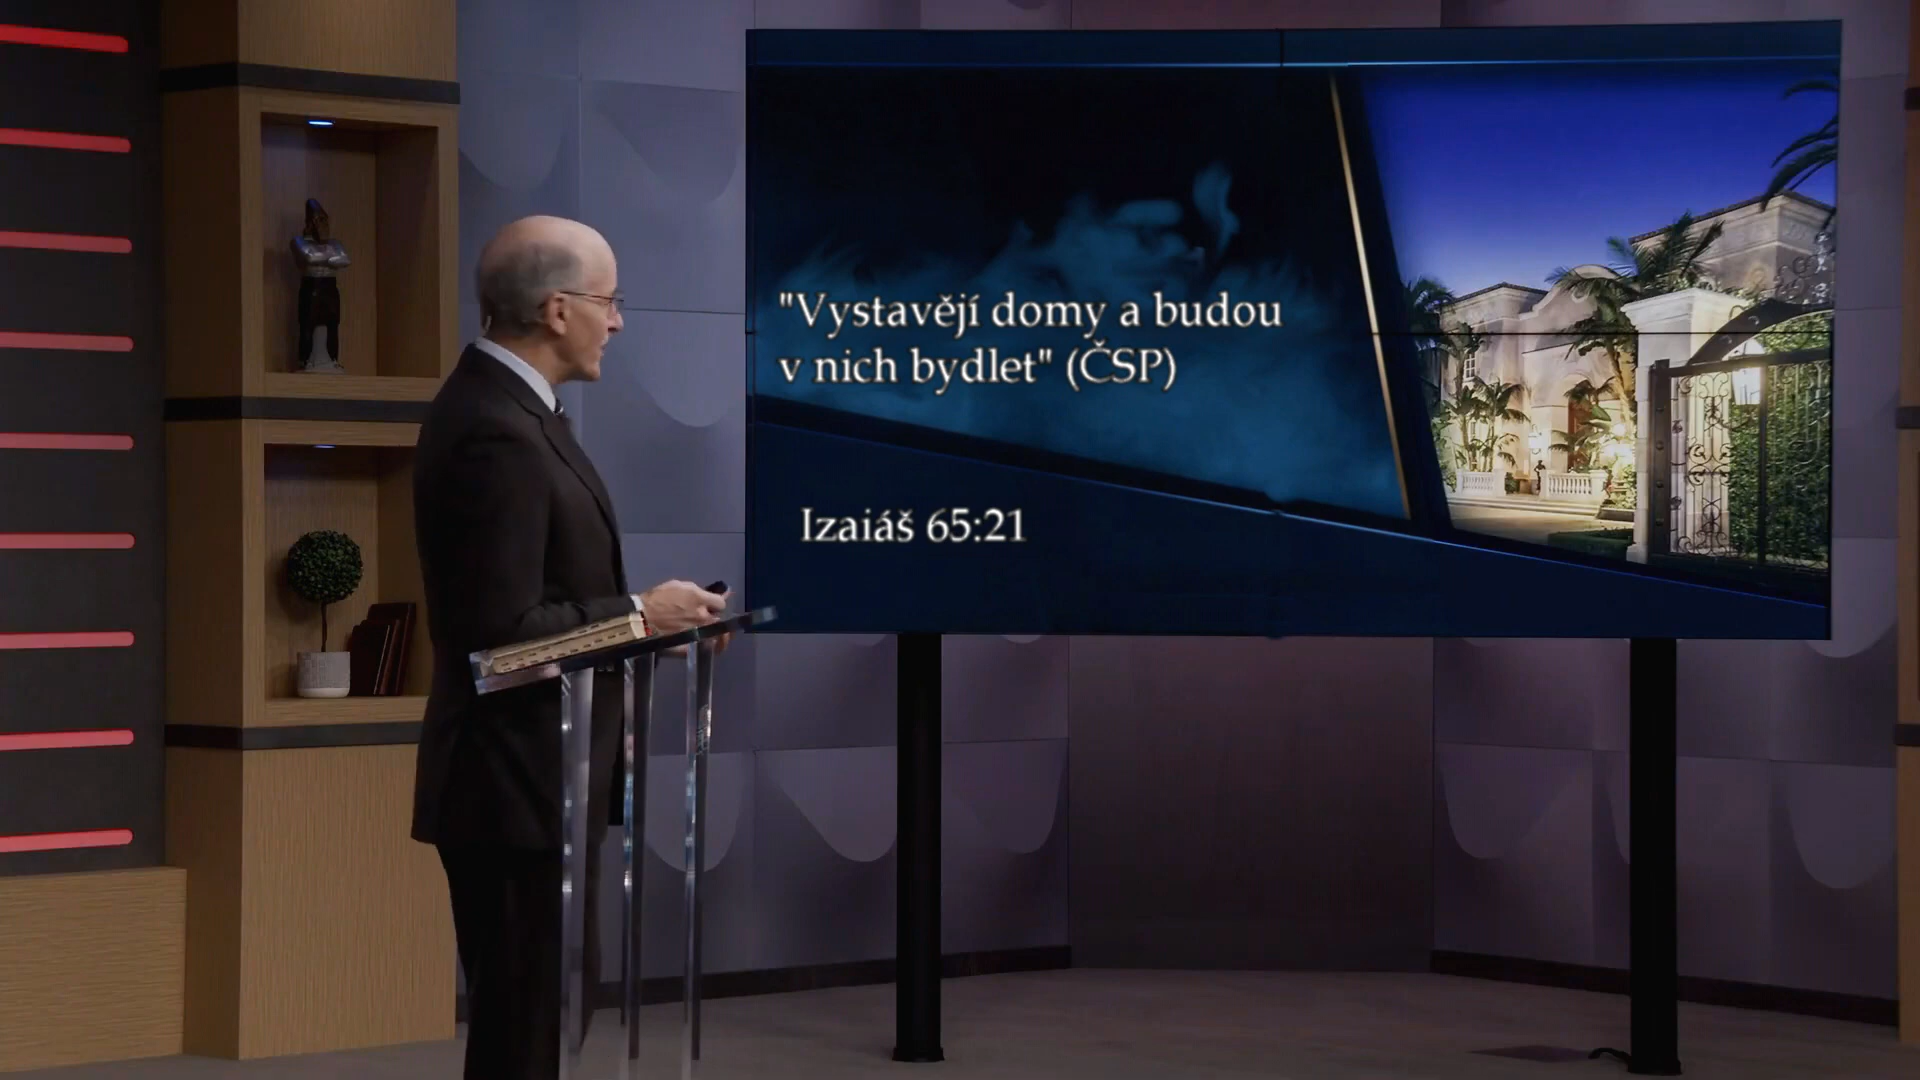 "Vystavějí domy a budou
v nich bydlet" (ČSP)
Izaiáš 65:21